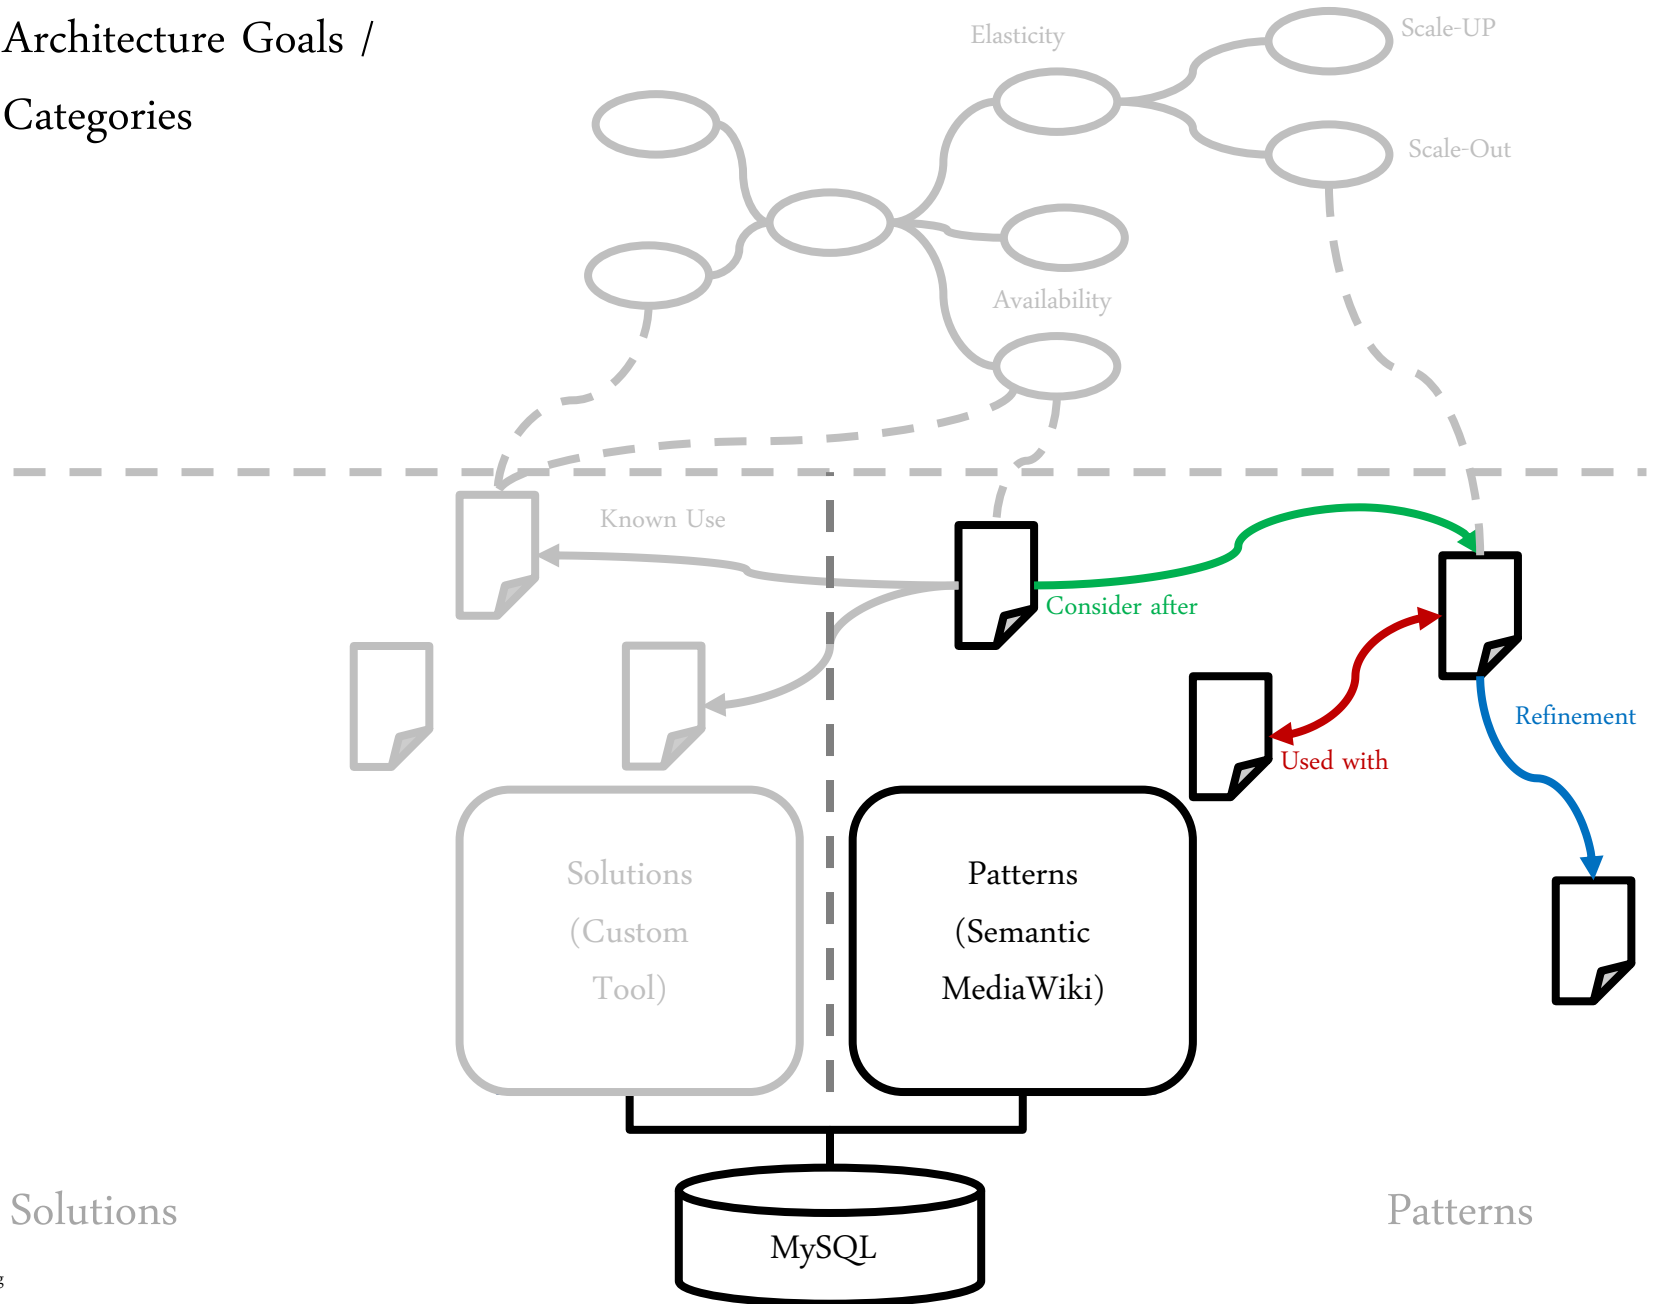 Architecture Goals /
Categories
Elasticity
Scale-UP
Scale-Out
Availability
Known Use
Consider after
Used with
Refinement
Solutions
(Custom
Tool)
Patterns
(Semantic
MediaWiki)
Solutions
Patterns
MySQL
g